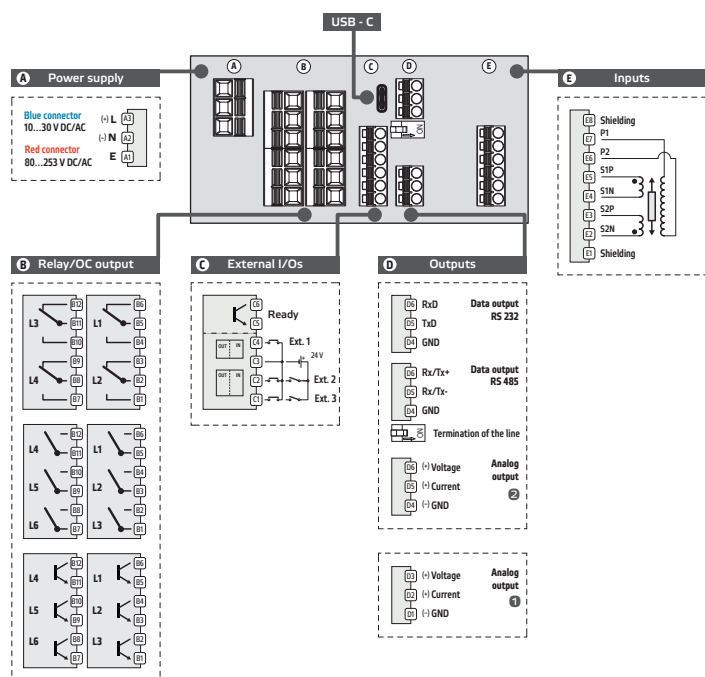 USB - C
A
B
C
D
E
ON
A Power supply
Blue connector
10...30 V DC/AC
Red connector
80...253 V DC/AC
(+) L A3
(-) N A2
E A1
E Inputs
E8 Shielding
E7 P1
E6 P2
E5 S1P
E4 S1N
E3 S2P
E2 S2N
E1 Shielding
B Relay/OC output
L3 B12
B11
B10
L4 B9
B8
B7
L1 B6
B5
B4
L2 B3
B2
B1
L4 B12
B11
L5 B10
B9
L6 B8
B7
L1 B6
B5
L2 B4
B3
L3 B2
B1
L4 B12
B11
L5 B10
B9
L6 B8
B7
L1 B6
B5
L2 B4
B3
L3 B2
B1
C External I/Os
C6
C5
Ready
OUT IN
C4 Ext. 1
C3 + 24 V
OUT IN
C2 Ext. 2
C1 Ext. 3
D Outputs
D6 RxD
D5 TxD
D4 GND
Data output
RS 232
D6 Rx/Tx+
D5 Rx/Tx-
D4 GND
Data output
RS 485
ON Termination of the line
D6 (+) Voltage
D5 (+) Current
D4 (-) GND
Analog
output
2
D3 (+) Voltage
D2 (+) Current
D1 (-) GND
Analog
output
1